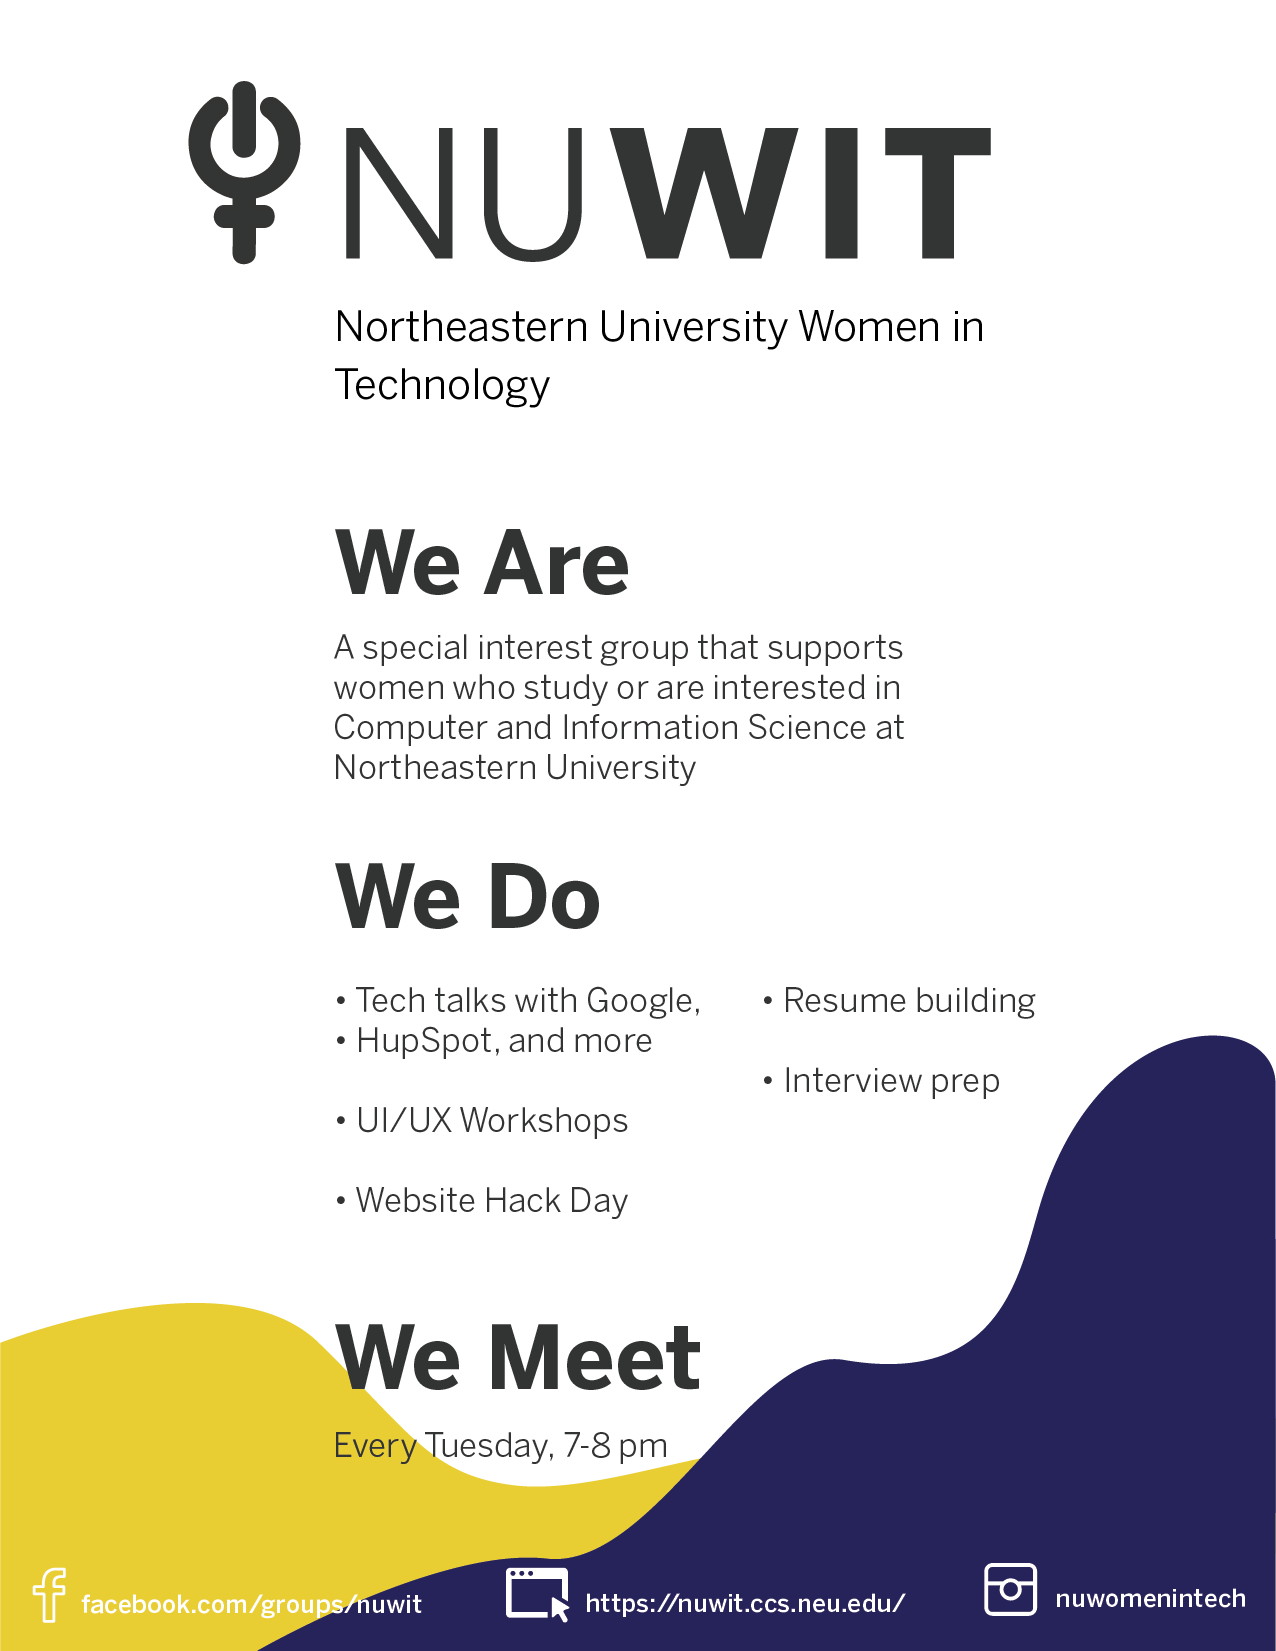 NUWIT
Northeastern University Women in
Technology
We Are
A special interest group that supports
women who study or are interested in
Computer and Information Science at
Northeastern University
We Do
• Tech talks with Google,
• HupSpot, and more
• UI/UX Workshops
• Website Hack Day
• Resume building
• Interview prep
We Meet
Every Tuesday, 7-8 pm
facebook.com/groups/nuwit
https://nuwit.ccs.neu.edu/
nuwomenintech